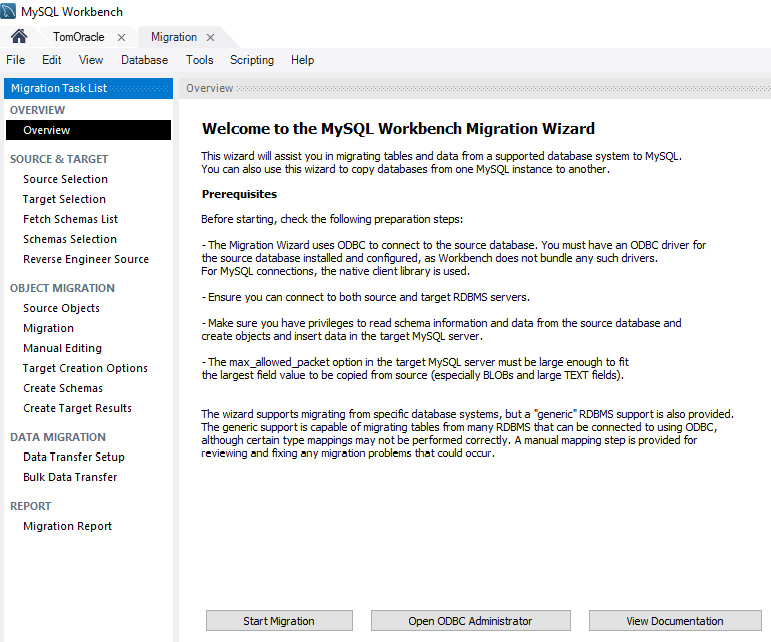 MySQL Workbench
TomOracle
Migration
File Edit View Database Tools Scripting Help
Migration Task List
OVERVIEW
Overview
SOURCE & TARGET
Source Selection
Target Selection
Fetch Schemas List
Schemas Selection
Reverse Engineer Source
OBJECT MIGRATION
Source Objects
Migration
Manual Editing
Target Creation Options
Create Schemas
Create Target Results
DATA MIGRATION
Data Transfer Setup
Bulk Data Transfer
REPORT
Migration Report
Overview
Welcome to the MySQL Workbench Migration Wizard
This wizard will assist you in migrating tables and data from a supported database system to MySQL.
You can also use this wizard to copy databases from one MySQL instance to another.
Prerequisites
Before starting, check the following preparation steps:
- The Migration Wizard uses ODBC to connect to the source database. You must have an ODBC driver for
the source database installed and configured, as Workbench does not bundle any such drivers.
For MySQL connections, the native client library is used.
- Ensure you can connect to both source and target RDBMS servers.
- Make sure you have privileges to read schema information and data from the source database and
create objects and insert data in the target MySQL server.
- The max_allowed_packet option in the target MySQL server must be large enough to fit
the largest field value to be copied from source (especially BLOBs and large TEXT fields).
The wizard supports migrating from specific database systems, but a "generic" RDBMS support is also provided.
The generic support is capable of migrating tables from many RDBMS that can be connected to using ODBC,
although certain type mappings may not be performed correctly. A manual mapping step is provided for
reviewing and fixing any migration problems that could occur.
Start Migration
Open ODBC Administrator
View Documentation